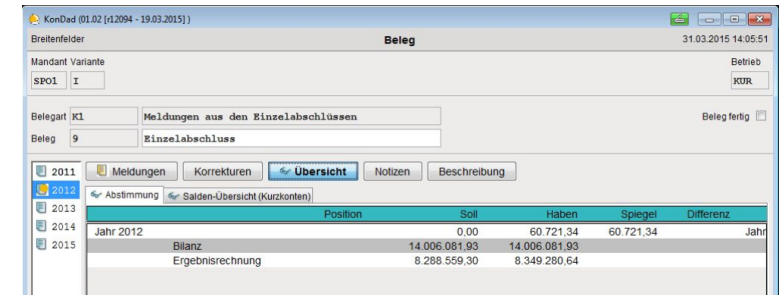 KonDad (01.02 [r12094 - 19.03.2015] )
Breitenfelder Beleg 31.03.2015 14:05:51
Mandant Variante Betrieb
SPO1 I KUR
Belegart K1 Meldungen aus den Einzelabschlüssen Beleg fertig
Beleg 9 Einzelabschluss
2011 Meldungen Korrekturen Übersicht Notizen Beschreibung
2012 Abstimmung Salden-Übersicht (Kurzkonten)
2013 Position Soll Haben Spiegel Differenz
2014 Jahr 2012 0,00 60.721,34 60.721,34 Jahr
2015 Bilanz 14.006.081,93 14.006.081,93
Ergebnisrechnung 8.288.559,30 8.349.280,64